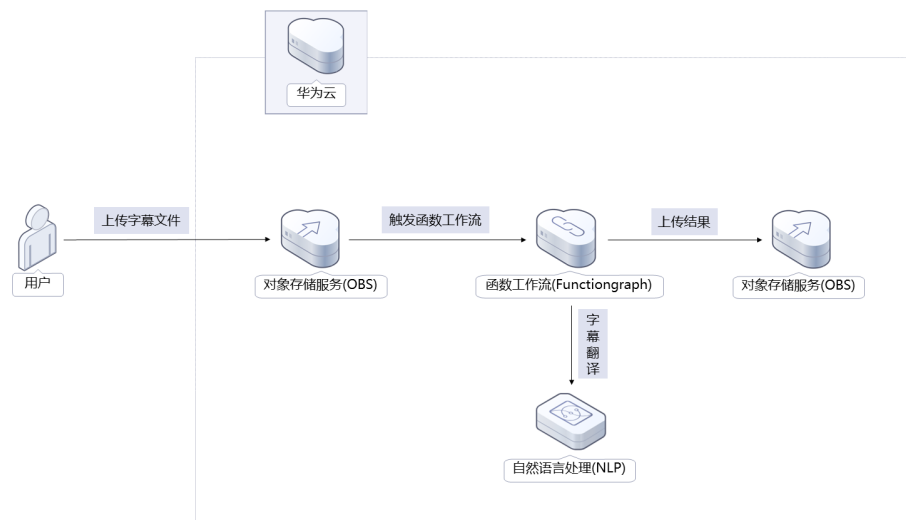 华为云
上传字幕文件
触发函数工作流
上传结果
用户
对象存储服务(OBS)
函数工作流(Functiongraph)
对象存储服务(OBS)
字
幕
翻
译
自然语言处理(NLP)